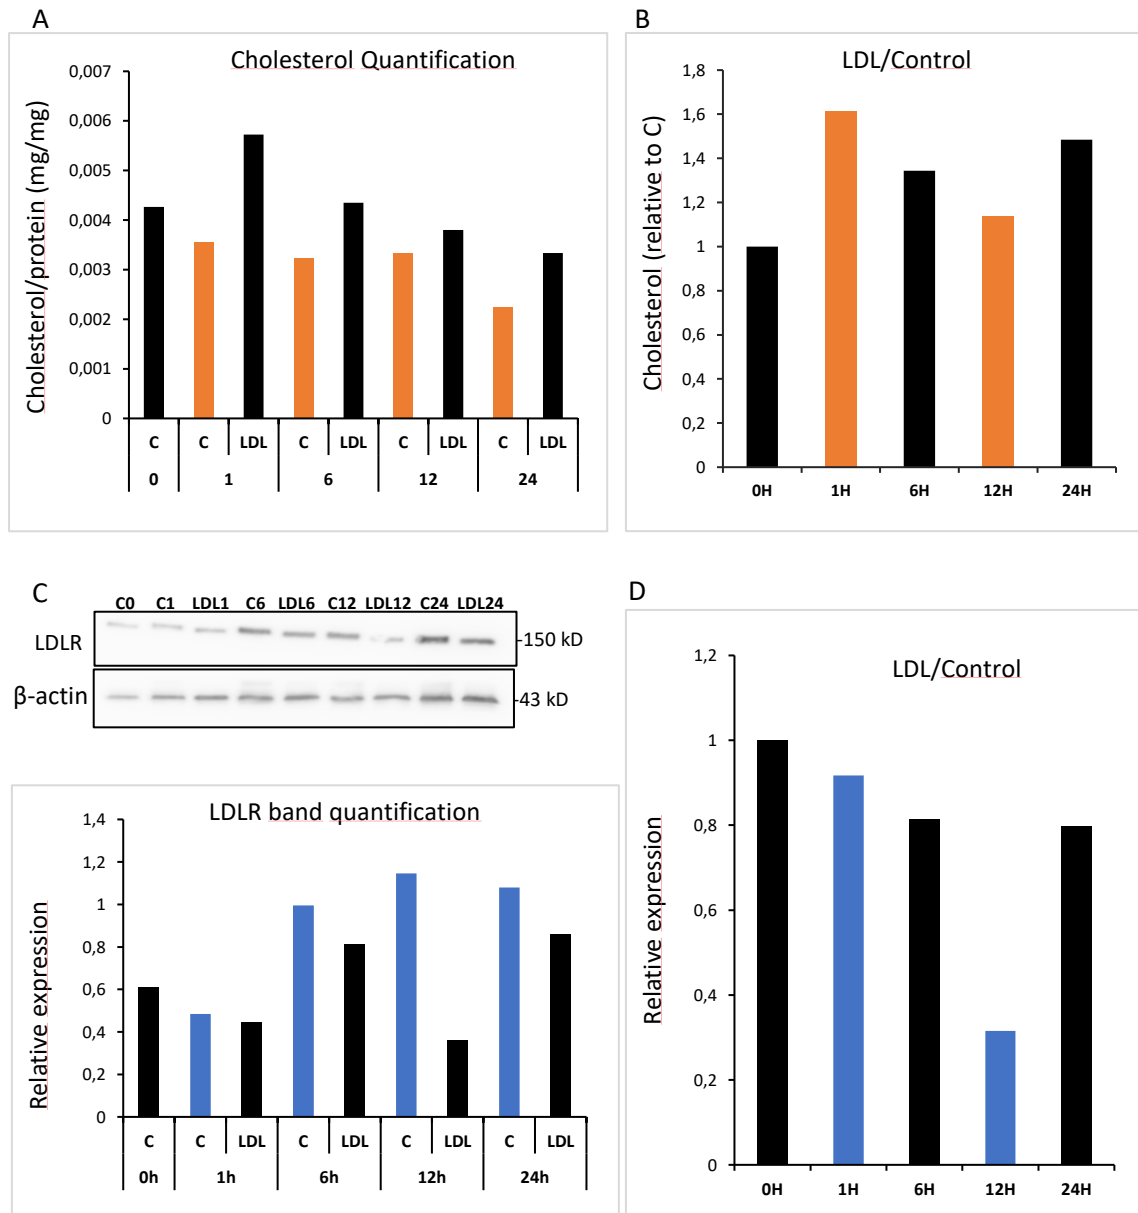 A
Cholesterol Quantification
Cholesterol/protein (mg/mg)
0,007
0,006
0,005
0,004
0,003
0,002
0,001
0
C C LDL C LDL C LDL C LDL
0 1 6 12 24
B
LDL/Control
Cholesterol (relative to C)
1,8
1,6
1,4
1,2
1
0,8
0,6
0,4
0,2
0
0H 1H 6H 12H 24H
C
C0 C1 LDL1 C6 LDL6 C12 LDL12 C24 LDL24
LDLR
-150 kD
β-actin
-43 kD
LDLR band quantification
Relative expression
1,4
1,2
1
0,8
0,6
0,4
0,2
0
C C LDL C LDL C LDL C LDL
0h 1h 6h 12h 24h
D
LDL/Control
Relative expression
1,2
1
0,8
0,6
0,4
0,2
0
0H 1H 6H 12H 24H